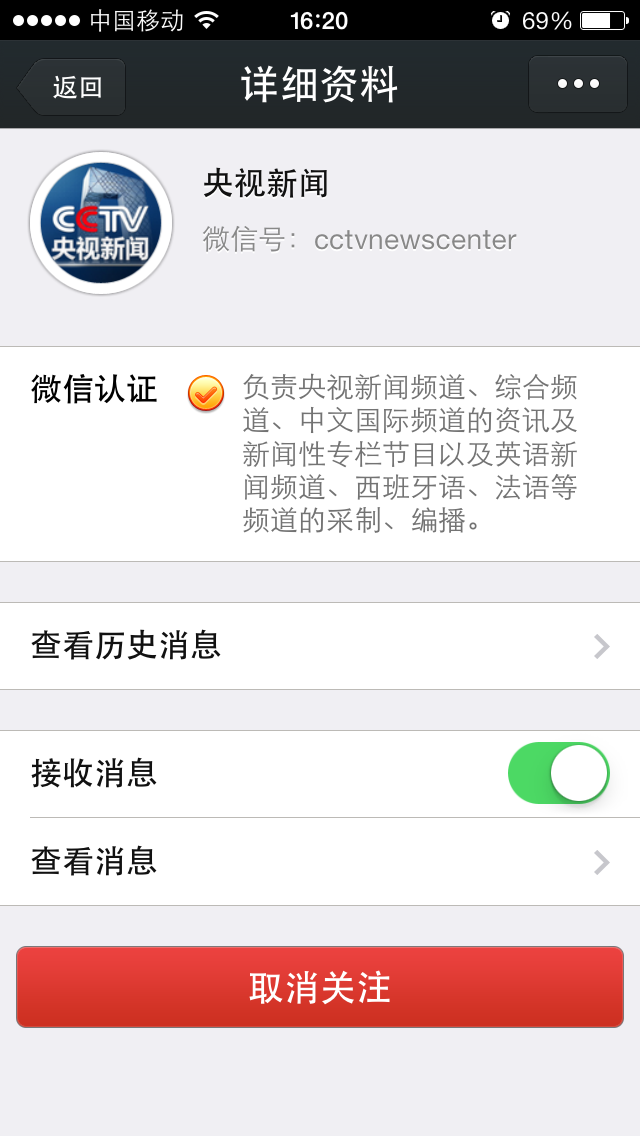 中国移动 16:20 69%
返回 详细资料
CCTV
央视新闻
央视新闻
微信号：cctvnewscenter
微信认证 负责央视新闻频道、综合频
道、中文国际频道的资讯及
新闻性专栏节目以及英语新
闻频道、西班牙语、法语等
频道的采制、编播。
查看历史消息
接收消息
查看消息
取消关注